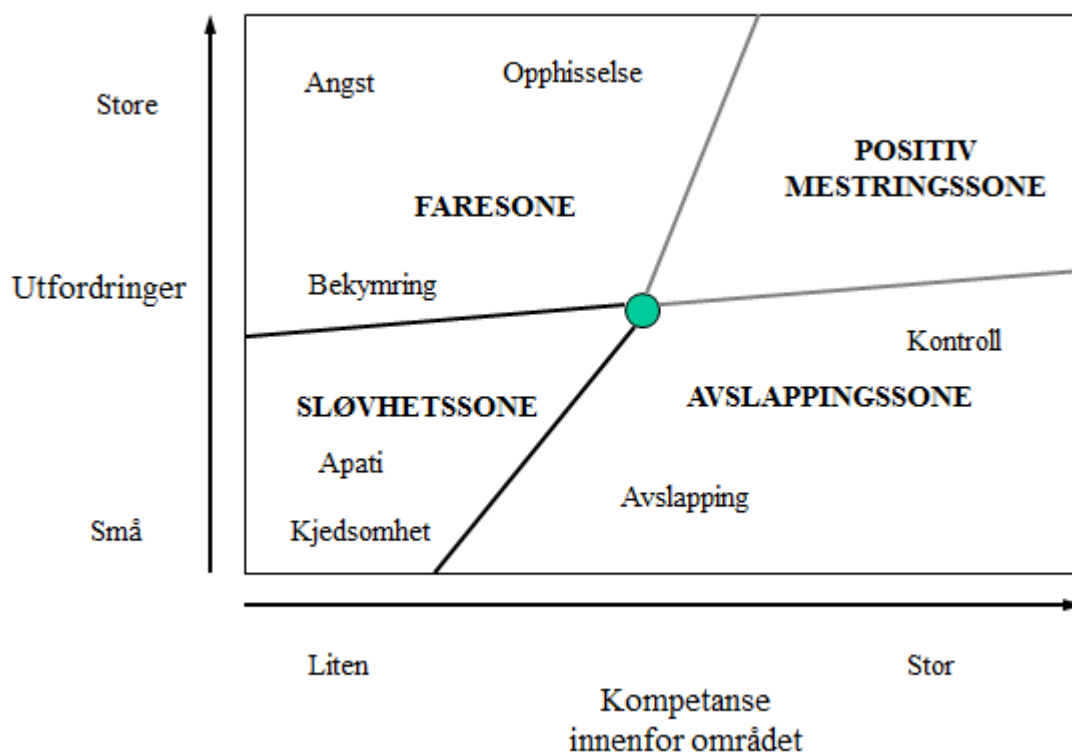 Angst
Opphisselse
Store
POSITIV
MESTRINGSSONE
FARESONE
Bekymring
Utfordringer
Kontroll
SLØVHETSSONE
AVSLAPPINGSSONE
Apati
Avslapping
Små
Kjedsomhet
Liten
Stor
Kompetanse
innenfor området